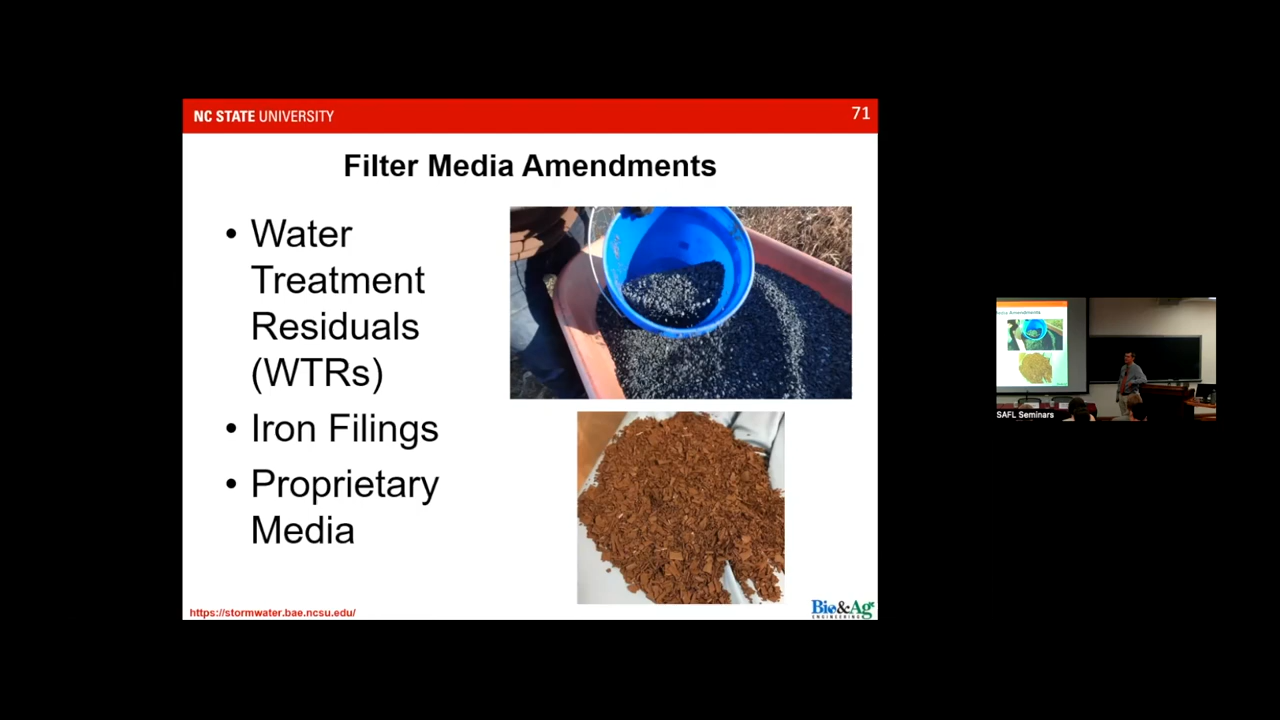 NC STATE UNIVERSITY
71
Filter Media Amendments
• Water
Treatment
Residuals
(WTRs)
• Iron Filings
• Proprietary
Media
https://stormwater.bae.ncsu.edu/
Bio&Ag
ENGINEERING
SAFL Seminars